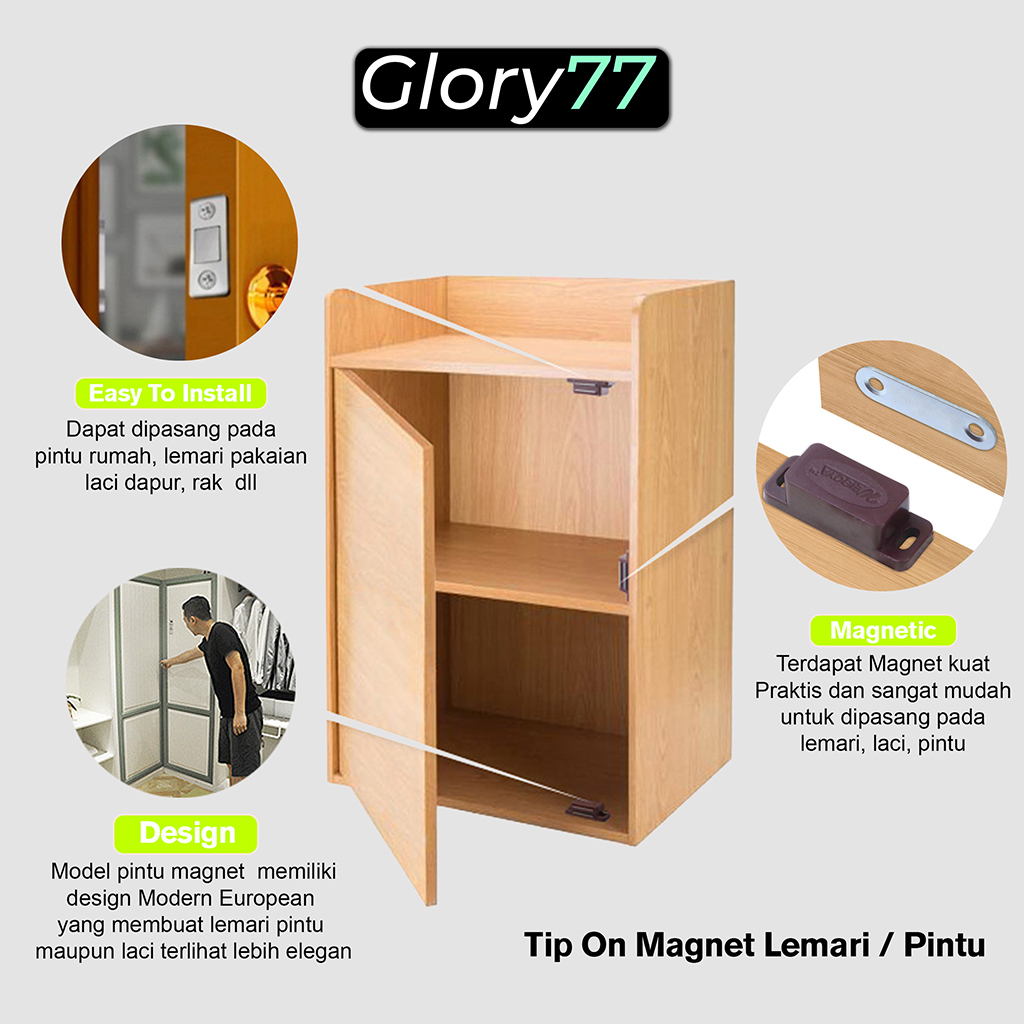 Glory77
Easy To Install
Dapat dipasang pada
pintu rumah, lemari pakaian
laci dapur, rak dll
Magnetic
Terdapat Magnet kuat
Praktis dan sangat mudah
untuk dipasang pada
lemari, laci, pintu
Design
Model pintu magnet memiliki
design Modern European
yang membuat lemari pintu
maupun laci terlihat lebih elegan
Tip On Magnet Lemari / Pintu